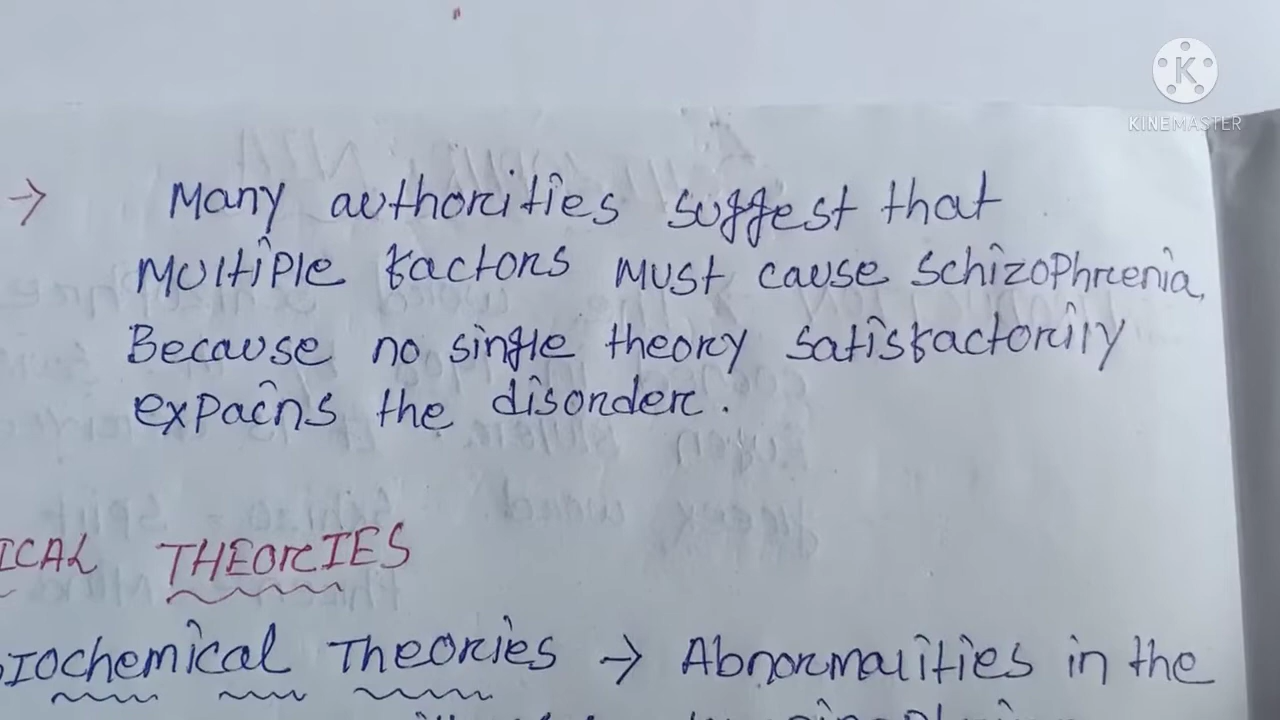 K
KINEMASTER
→ Many authorities suggest that
Multiple factors must cause schizophrenia,
Because no single theory satisfactorily
expains the disorder.
ICAL THEORIES
BIOCHEMICAL Theories → Abnormalities in the